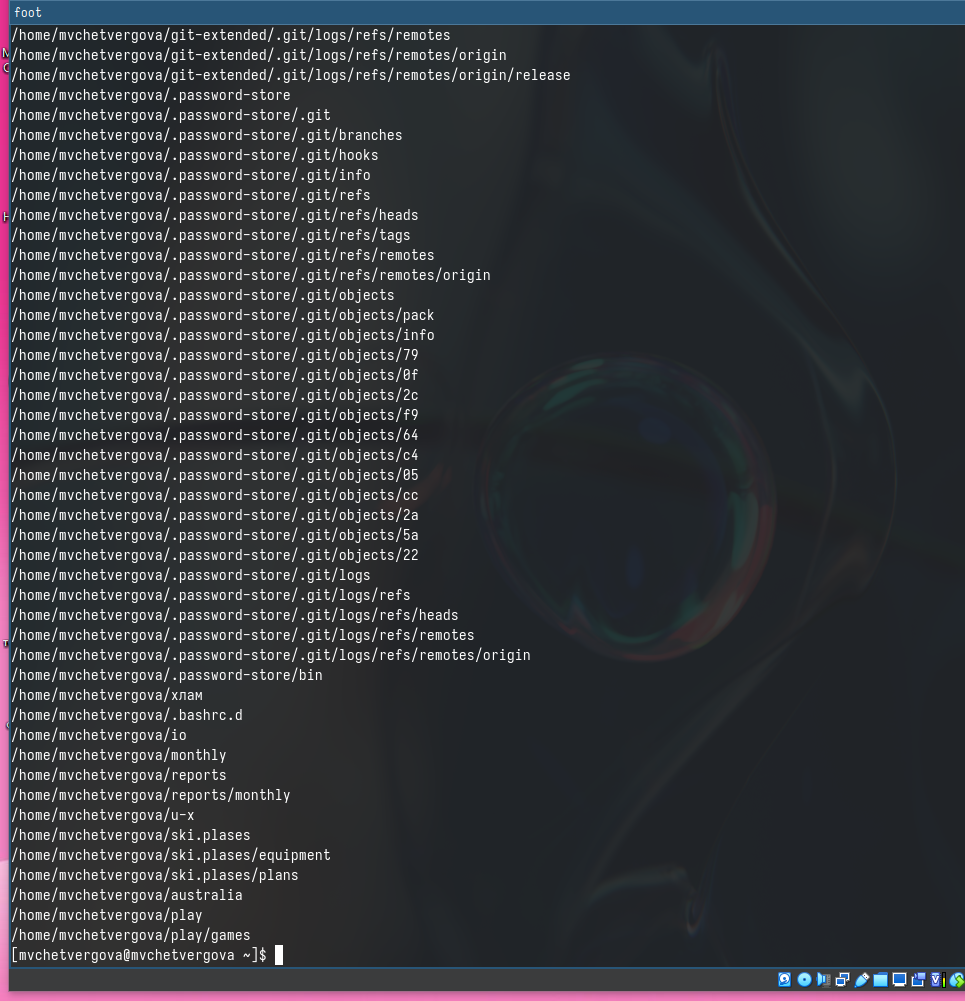 foot
/home/mvchetvergova/git-extended/.git/logs/refs/remotes
/home/mvchetvergova/git-extended/.git/logs/refs/remotes/origin
/home/mvchetvergova/git-extended/.git/logs/refs/remotes/origin/release
/home/mvchetvergova/.password-store
/home/mvchetvergova/.password-store/.git
/home/mvchetvergova/.password-store/.git/branches
/home/mvchetvergova/.password-store/.git/hooks
/home/mvchetvergova/.password-store/.git/info
/home/mvchetvergova/.password-store/.git/refs
/home/mvchetvergova/.password-store/.git/refs/heads
/home/mvchetvergova/.password-store/.git/refs/tags
/home/mvchetvergova/.password-store/.git/refs/remotes
/home/mvchetvergova/.password-store/.git/refs/remotes/origin
/home/mvchetvergova/.password-store/.git/objects
/home/mvchetvergova/.password-store/.git/objects/pack
/home/mvchetvergova/.password-store/.git/objects/info
/home/mvchetvergova/.password-store/.git/objects/79
/home/mvchetvergova/.password-store/.git/objects/0f
/home/mvchetvergova/.password-store/.git/objects/2c
/home/mvchetvergova/.password-store/.git/objects/f9
/home/mvchetvergova/.password-store/.git/objects/64
/home/mvchetvergova/.password-store/.git/objects/c4
/home/mvchetvergova/.password-store/.git/objects/05
/home/mvchetvergova/.password-store/.git/objects/cc
/home/mvchetvergova/.password-store/.git/objects/2a
/home/mvchetvergova/.password-store/.git/objects/5a
/home/mvchetvergova/.password-store/.git/objects/22
/home/mvchetvergova/.password-store/.git/logs
/home/mvchetvergova/.password-store/.git/logs/refs
/home/mvchetvergova/.password-store/.git/logs/refs/heads
/home/mvchetvergova/.password-store/.git/logs/refs/remotes
/home/mvchetvergova/.password-store/.git/logs/refs/remotes/origin
/home/mvchetvergova/.password-store/bin
/home/mvchetvergova/хлам
/home/mvchetvergova/.bashrc.d
/home/mvchetvergova/io
/home/mvchetvergova/monthly
/home/mvchetvergova/reports
/home/mvchetvergova/reports/monthly
/home/mvchetvergova/u-x
/home/mvchetvergova/ski.plases
/home/mvchetvergova/ski.plases/equipment
/home/mvchetvergova/ski.plases/plans
/home/mvchetvergova/australia
/home/mvchetvergova/play
/home/mvchetvergova/play/games
[mvchetvergova@mvchetvergova ~]$